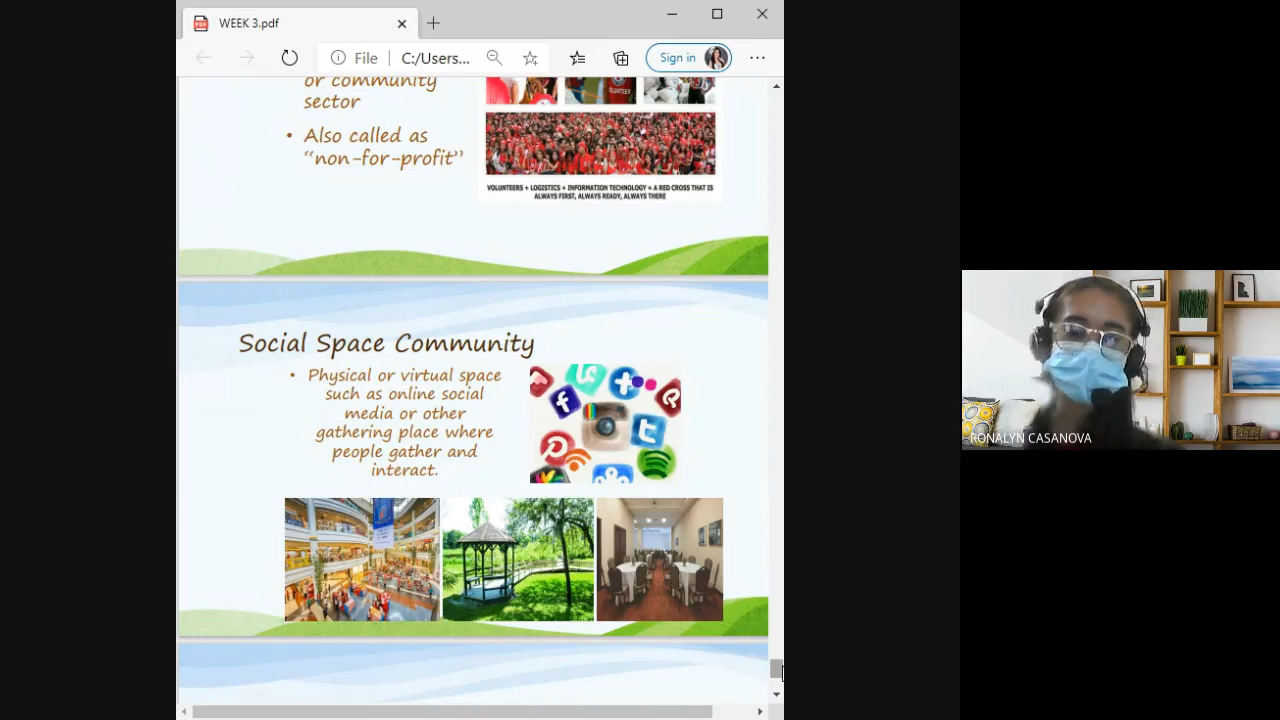 WEEK 3.pdf
File
C:/Users...
Sign in
or community
sector
• Also called as
“non-for-profit”
VOLUNTEER
VOLUNTEERS + LOGISTICS + INFORMATION TECHNOLOGY = A RED CROSS THAT IS
ALWAYS FIRST, ALWAYS READY, ALWAYS THERE
Social Space Community
• Physical or virtual space
such as online social
media or other
gathering place where
people gather and
interact.
RONALYN CASANOVA